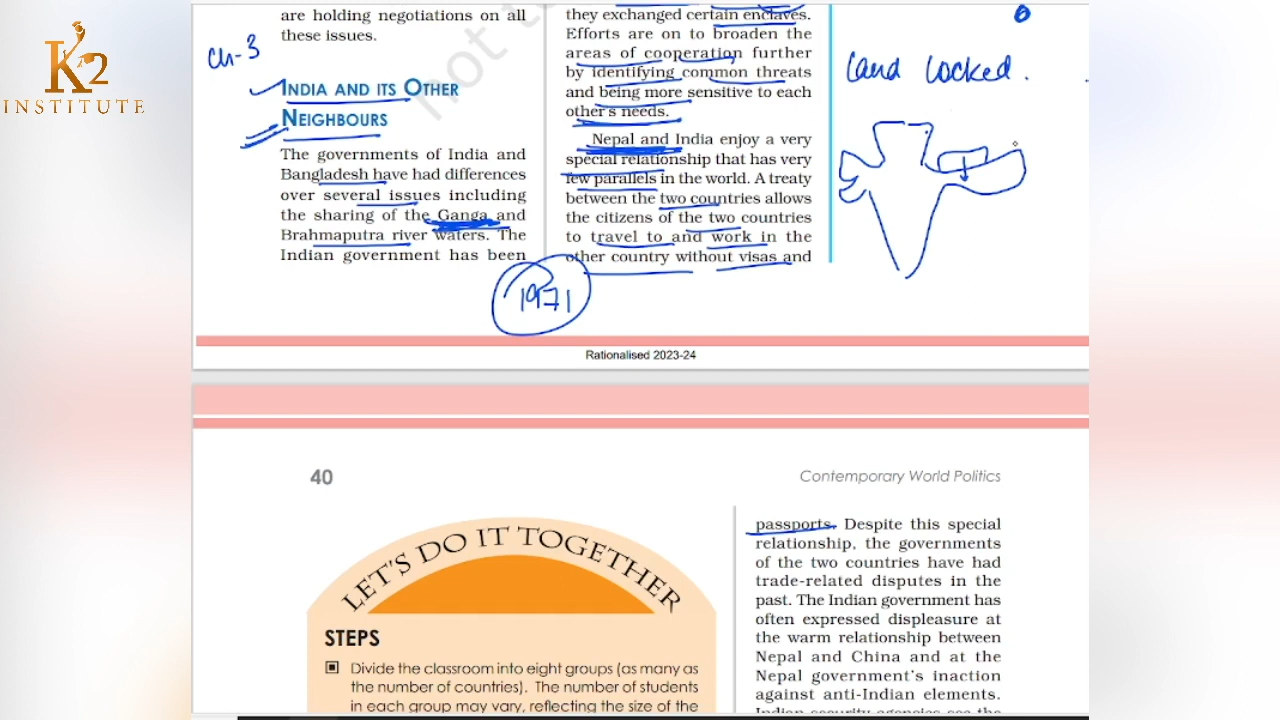 K2
INSTITUTE
are holding negotiations on all
these issues.
Ch-3
INDIA AND ITS OTHER
NEIGHBOURS
The governments of India and
Bangladesh have had differences
over several issues including
the sharing of the Ganga and
Brahmaputra river waters. The
Indian government has been
not t
they exchanged certain enclaves.
Efforts are on to broaden the
areas of cooperation further
by identifying common threats
and being more sensitive to each
other's needs.
Nepal and India enjoy a very
special relationship that has very
few parallels in the world. A treaty
between the two countries allows
the citizens of the two countries
to travel to and work in the
other country without visas and
1971
land locked.
Rationalised 2023-24
40
Contemporary World Politics
LET'S DO IT TOGETHER
STEPS
Divide the classroom into eight groups (as many as
the number of countries). The number of students
in each group may vary, reflecting the size of the
passports. Despite this special
relationship, the governments
of the two countries have had
trade-related disputes in the
past. The Indian government has
often expressed displeasure at
the warm relationship between
Nepal and China and at the
Nepal government's inaction
against anti-Indian elements.
Indian security agencies see the